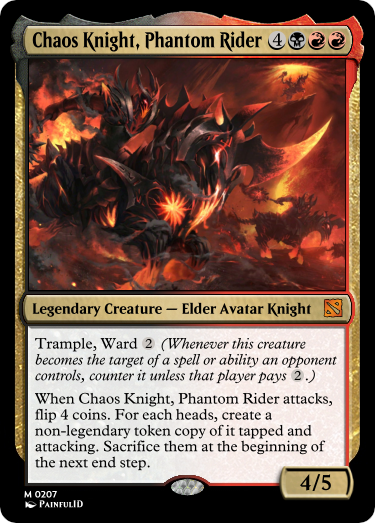 Chaos Knight, Phantom Rider 4
Legendary Creature — Elder Avatar Knight
Trample, Ward 2 (Whenever this creature
becomes the target of a spell or ability an opponent
controls, counter it unless that player pays 2.)
When Chaos Knight, Phantom Rider attacks,
flip 4 coins. For each heads, create a
non-legendary token copy of it tapped and
attacking. Sacrifice them at the beginning of
the next end step.
4/5
M 0207
PainfulID